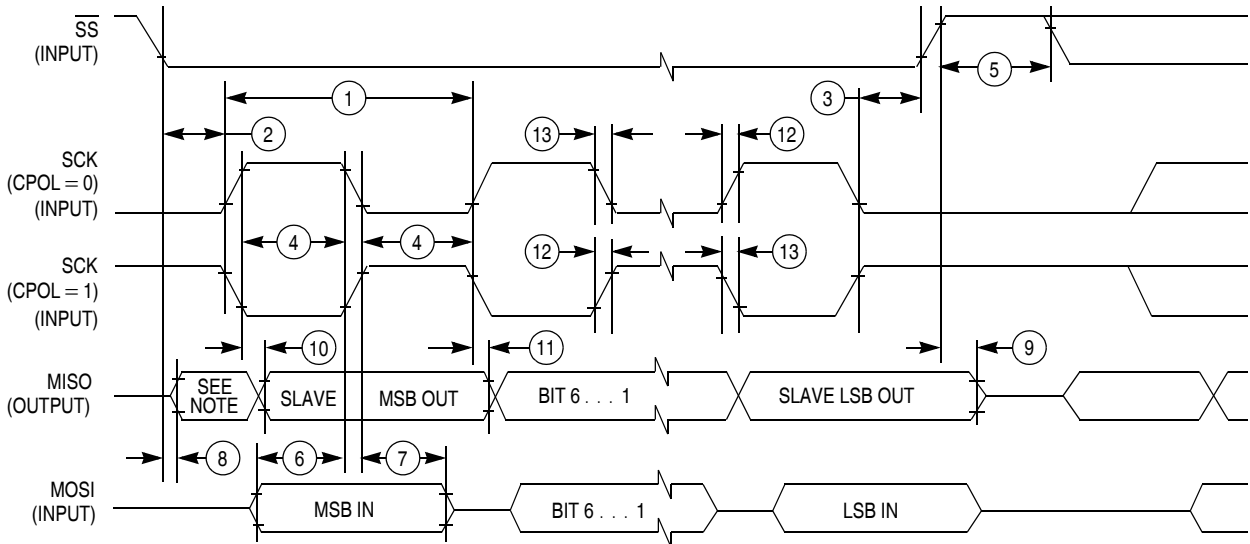 SS
(INPUT)
5
1
3
2
13
12
SCK
(CPOL = 0)
(INPUT)
4
4
12
13
SCK
(CPOL = 1)
(INPUT)
10
11
9
MISO
(OUTPUT)
SEE
NOTE
SLAVE
MSB OUT
BIT 6 . . . 1
SLAVE LSB OUT
8
6
7
MOSI
(INPUT)
MSB IN
BIT 6 . . . 1
LSB IN